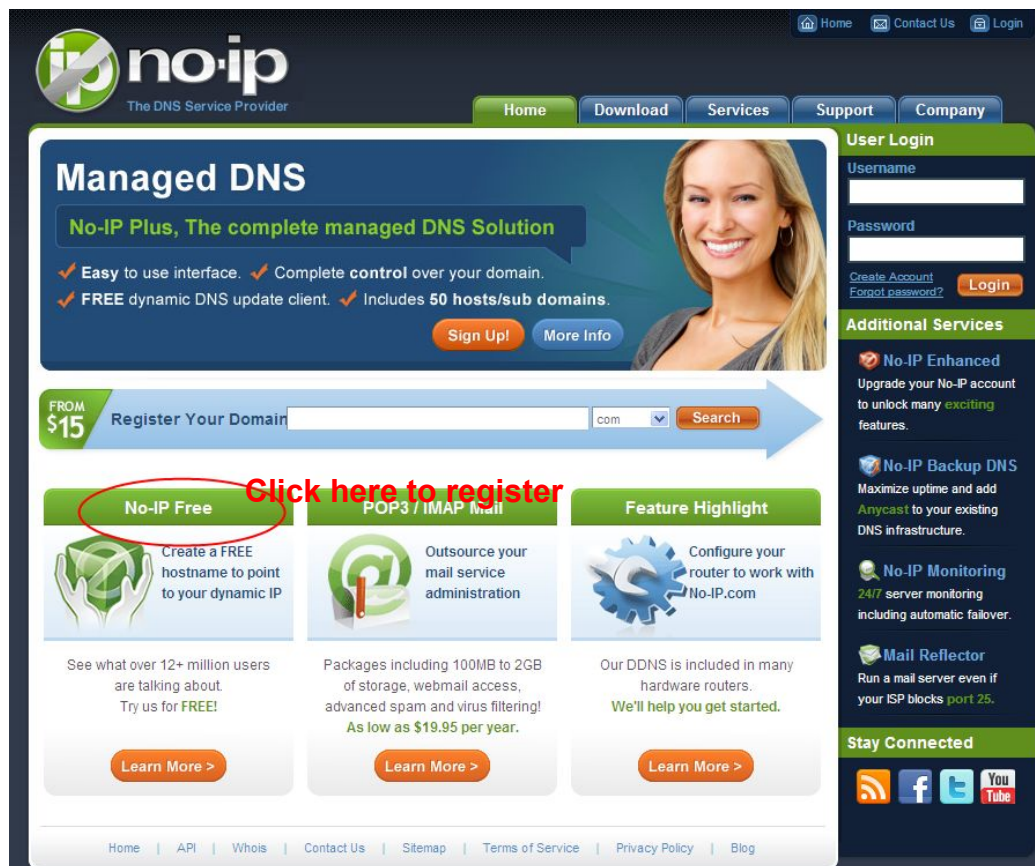 Home Contact Us Login
ip no·ip
The DNS Service Provider
Home Download Services Support Company
Managed DNS
No-IP Plus, The complete managed DNS Solution
Easy to use interface. Complete control over your domain.
FREE dynamic DNS update client. Includes 50 hosts/sub domains.
Sign Up! More Info
User Login
Username
Password
Create Account
Forgot password?
Login
FROM
$15
Register Your Domain
com
Search
Click here to register
No-IP Free
Create a FREE
hostname to point
to your dynamic IP
See what over 12+ million users
are talking about.
Try us for FREE!
Learn More >
POP3 / IMAP Mail
Outsource your
mail service
administration
Packages including 100MB to 2GB
of storage, webmail access,
advanced spam and virus filtering!
As low as $19.95 per year.
Learn More >
Feature Highlight
Configure your
router to work with
No-IP.com
Our DDNS is included in many
hardware routers.
We'll help you get started.
Learn More >
Additional Services
No-IP Enhanced
Upgrade your No-IP account
to unlock many exciting
features.
No-IP Backup DNS
Maximize uptime and add
Anycast to your existing
DNS infrastructure.
No-IP Monitoring
24/7 server monitoring
including automatic failover.
Mail Reflector
Run a mail server even if
your ISP blocks port 25.
Stay Connected
f t You
Tube
Home | API | Whois | Contact Us | Sitemap | Terms of Service | Privacy Policy | Blog